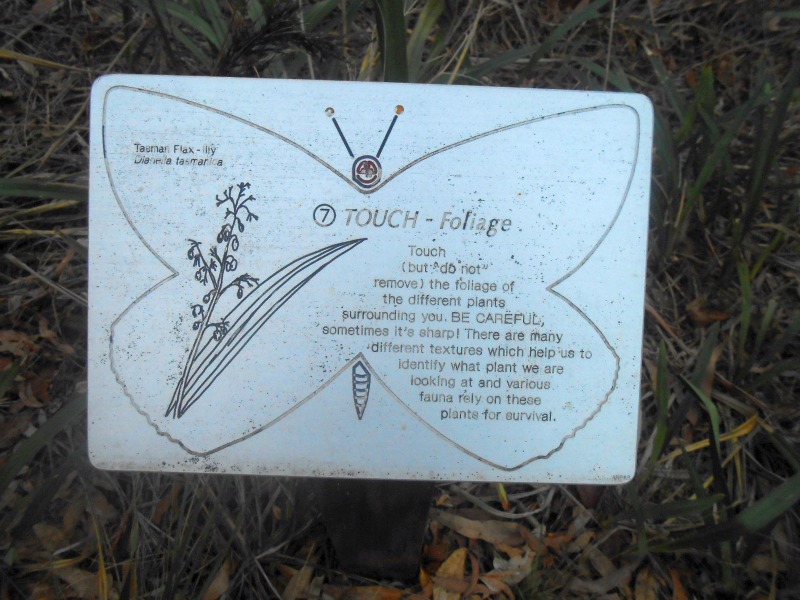 Tasman Flax-lily
Dianella tasmanica
7 TOUCH - Foliage
Touch
(but "do not"
remove) the foliage of
the different plants
surrounding you. BE CAREFUL,
sometimes it's sharp! There are many
different textures which help us to
identify what plant we are
looking at and various
fauna rely on these
plants for survival.